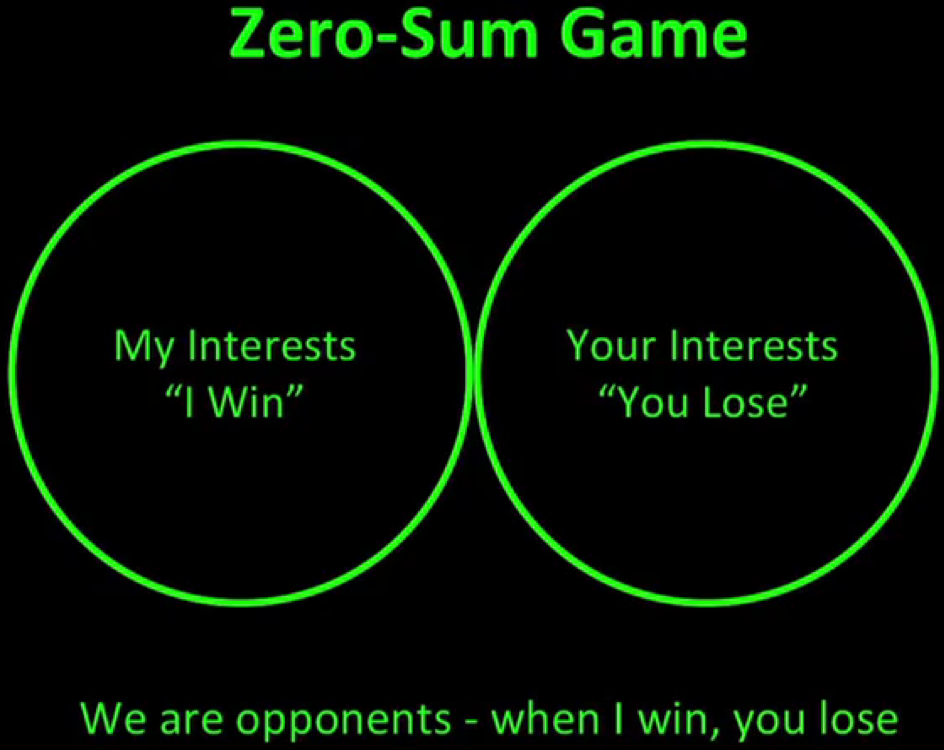 Zero-Sum Game
My Interests
“I Win”
Your Interests
“You Lose”
We are opponents - when I win, you lose